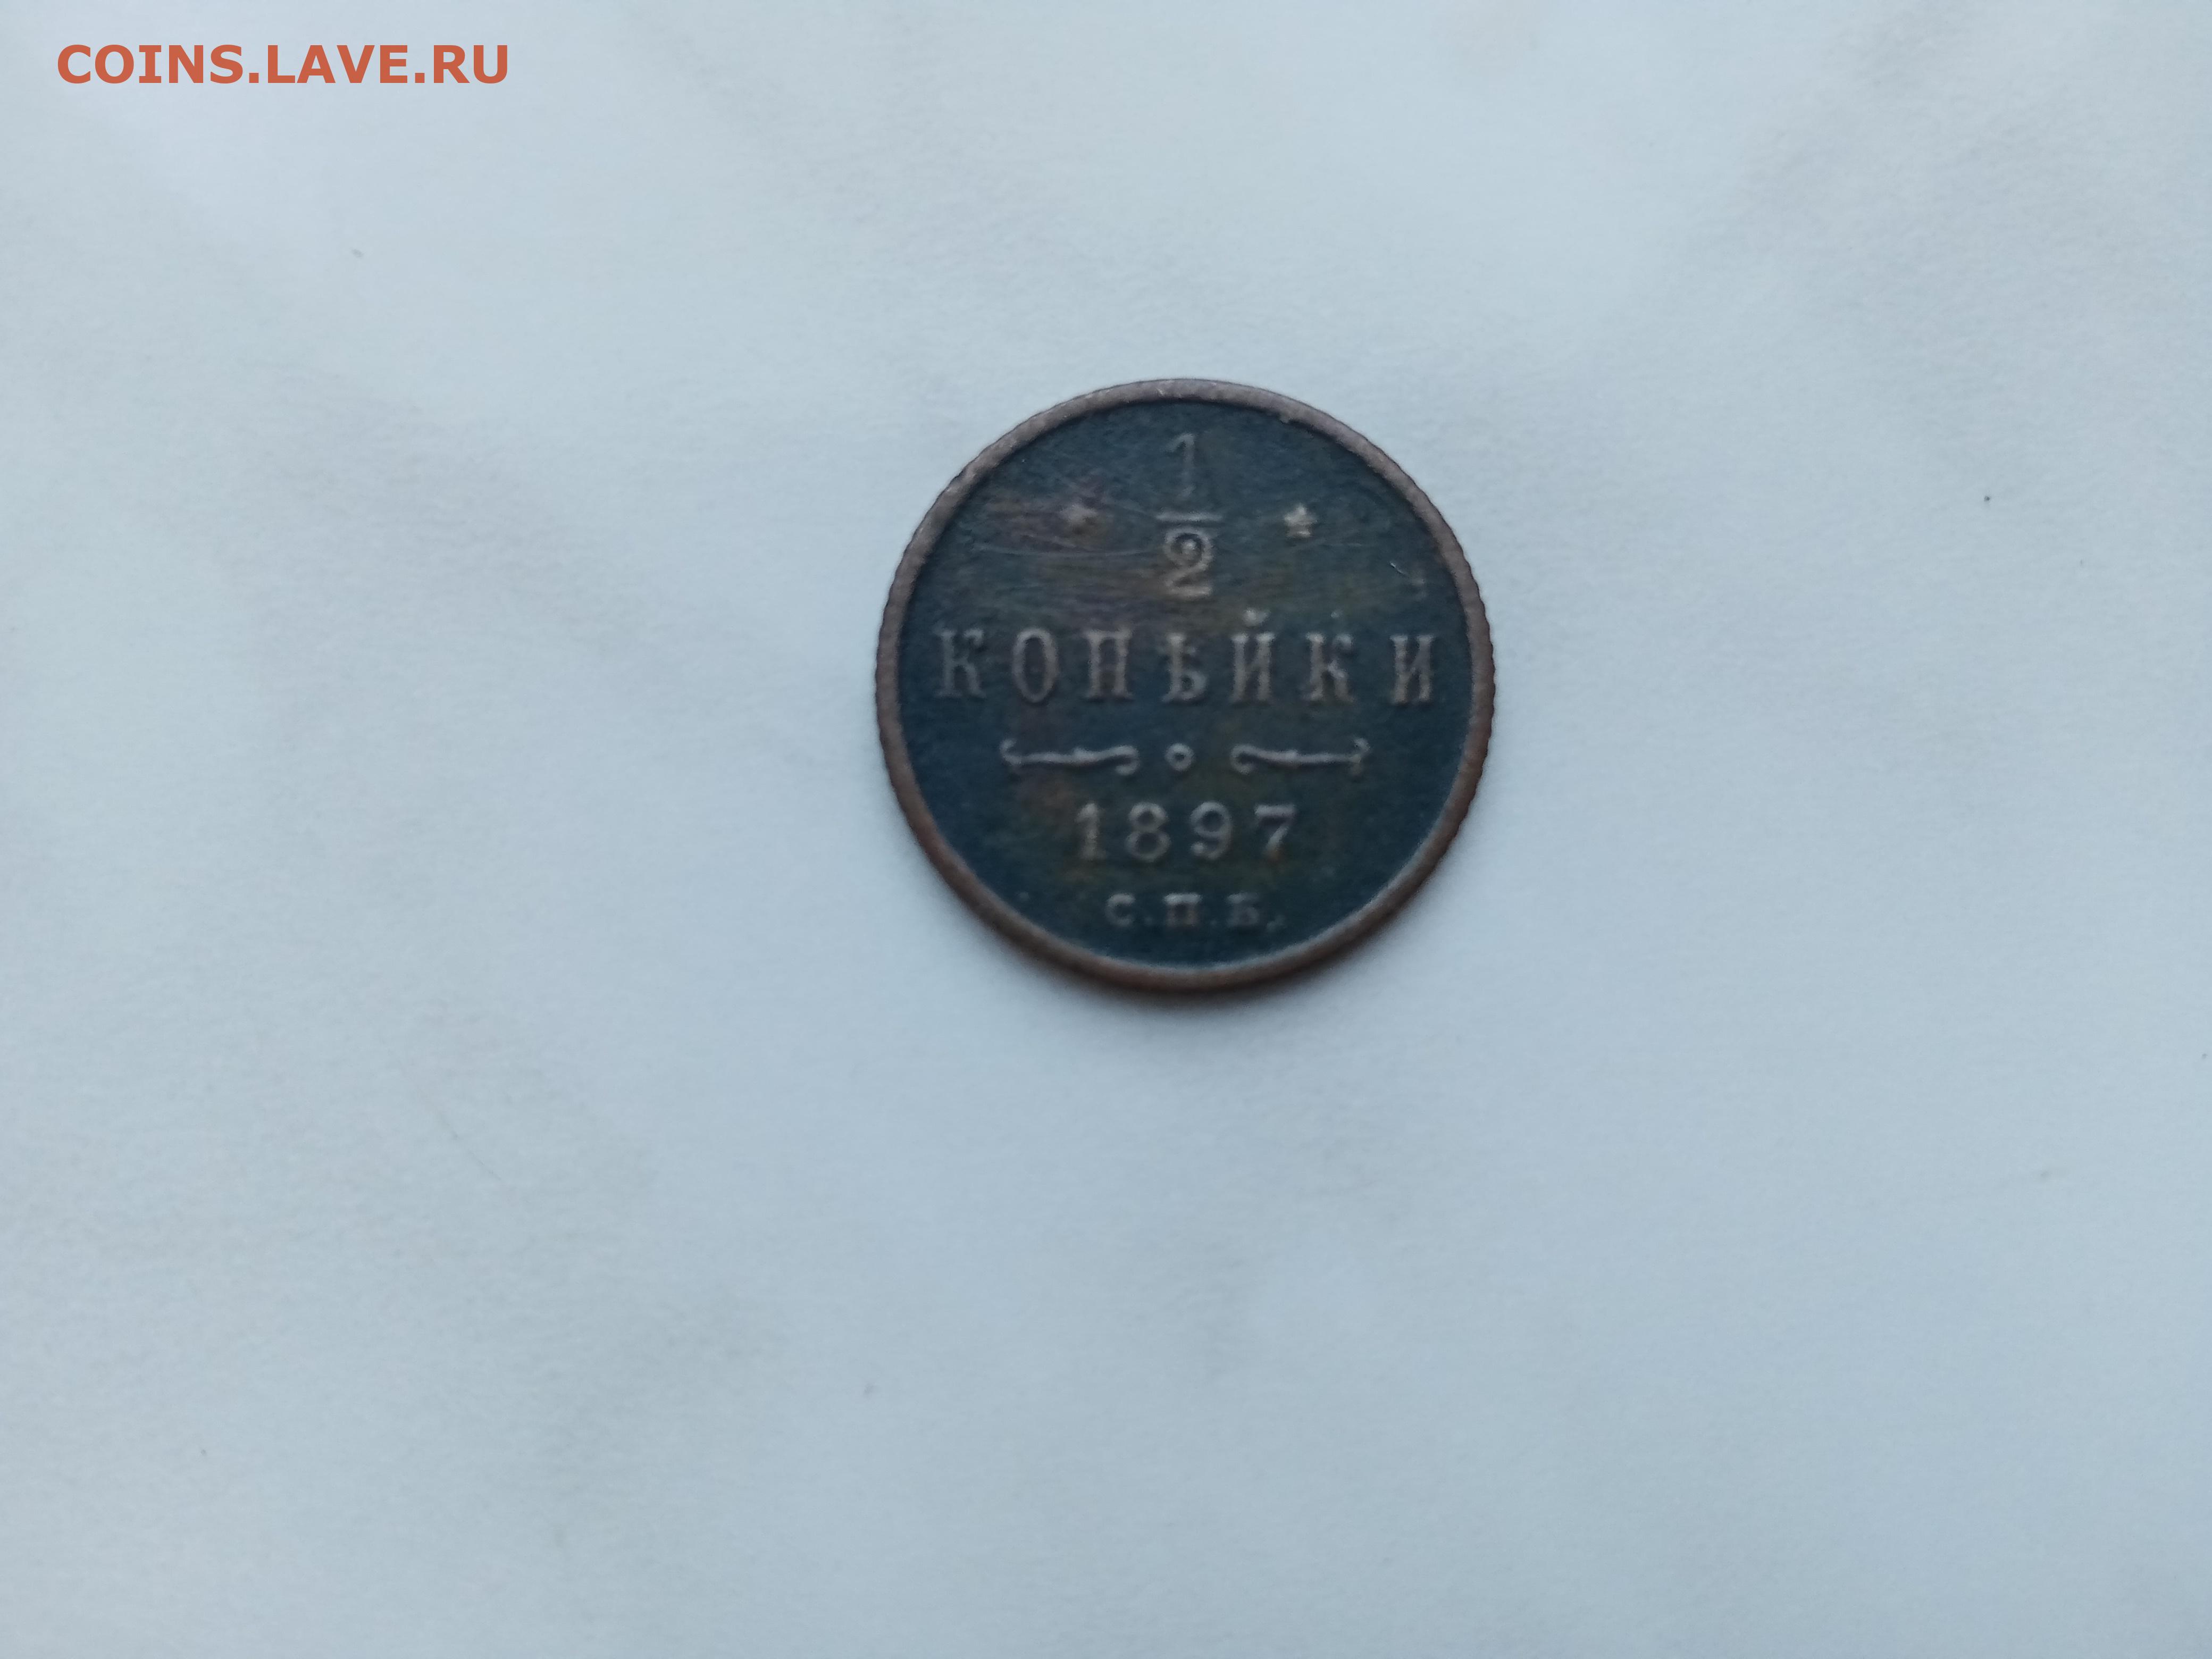 COINS.LAVE.RU
1
2
КОПѢЙКИ
1897
С.П.Б.